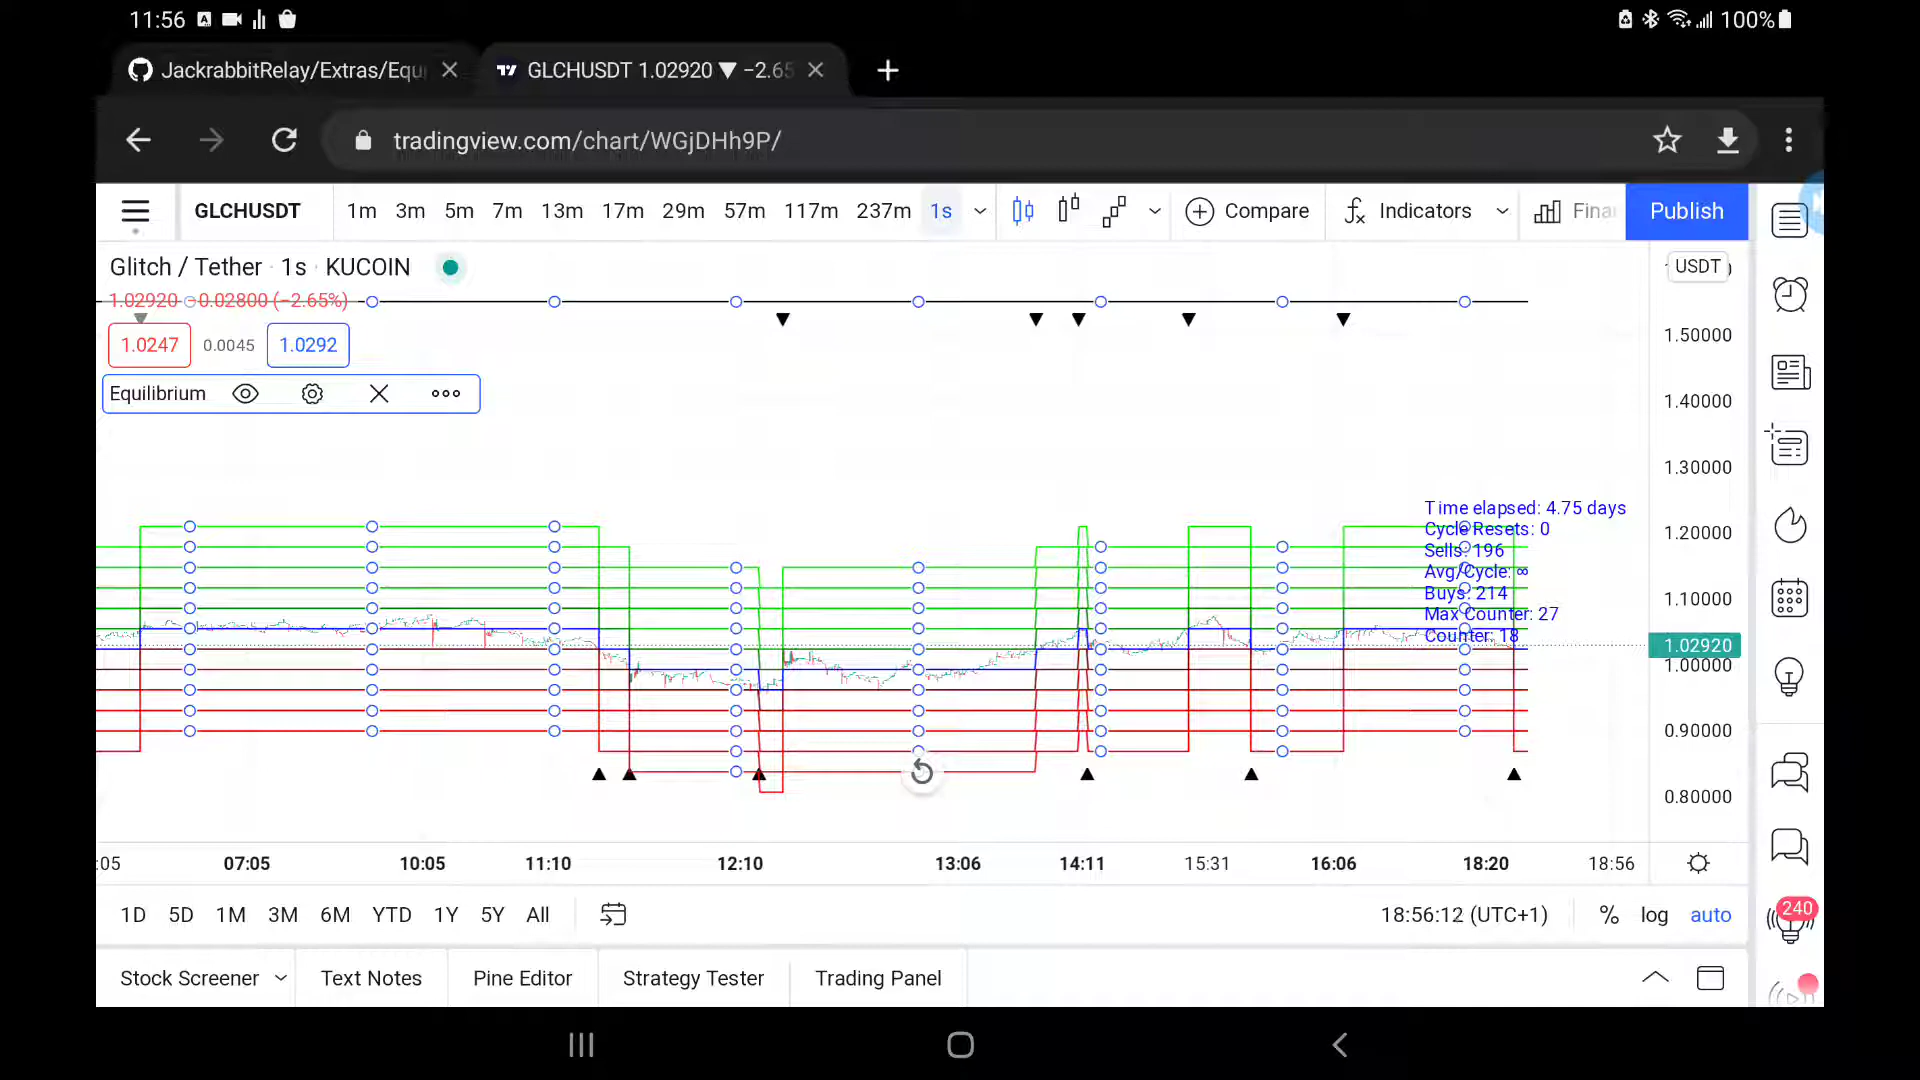 11:56
100%
JackrabbitRelay/Extras/Equ
GLCHUSDT 1.02920 ▼ −2.65
tradingview.com/chart/WGjDHh9P/
GLCHUSDT 1m 3m 5m 7m 13m 17m 29m 57m 117m 237m 1s Compare Indicators Fina Publish
Glitch / Tether · 1s · KUCOIN
USDT
1.02920 −0.02800 (−2.65%)
1.0247 0.0045 1.0292
Equilibrium
1.50000
1.40000
1.30000
1.20000
1.10000
1.02920
1.00000
0.90000
0.80000
Time elapsed: 4.75 days
Cycle Resets: 0
Sells: 196
Avg/Cycle: ∞
Buys: 214
Max Counter: 27
Counter: 18
:05 07:05 10:05 11:10 12:10 13:06 14:11 15:31 16:06 18:20 18:56
1D 5D 1M 3M 6M YTD 1Y 5Y All 18:56:12 (UTC+1) % log auto
240
Stock Screener Text Notes Pine Editor Strategy Tester Trading Panel